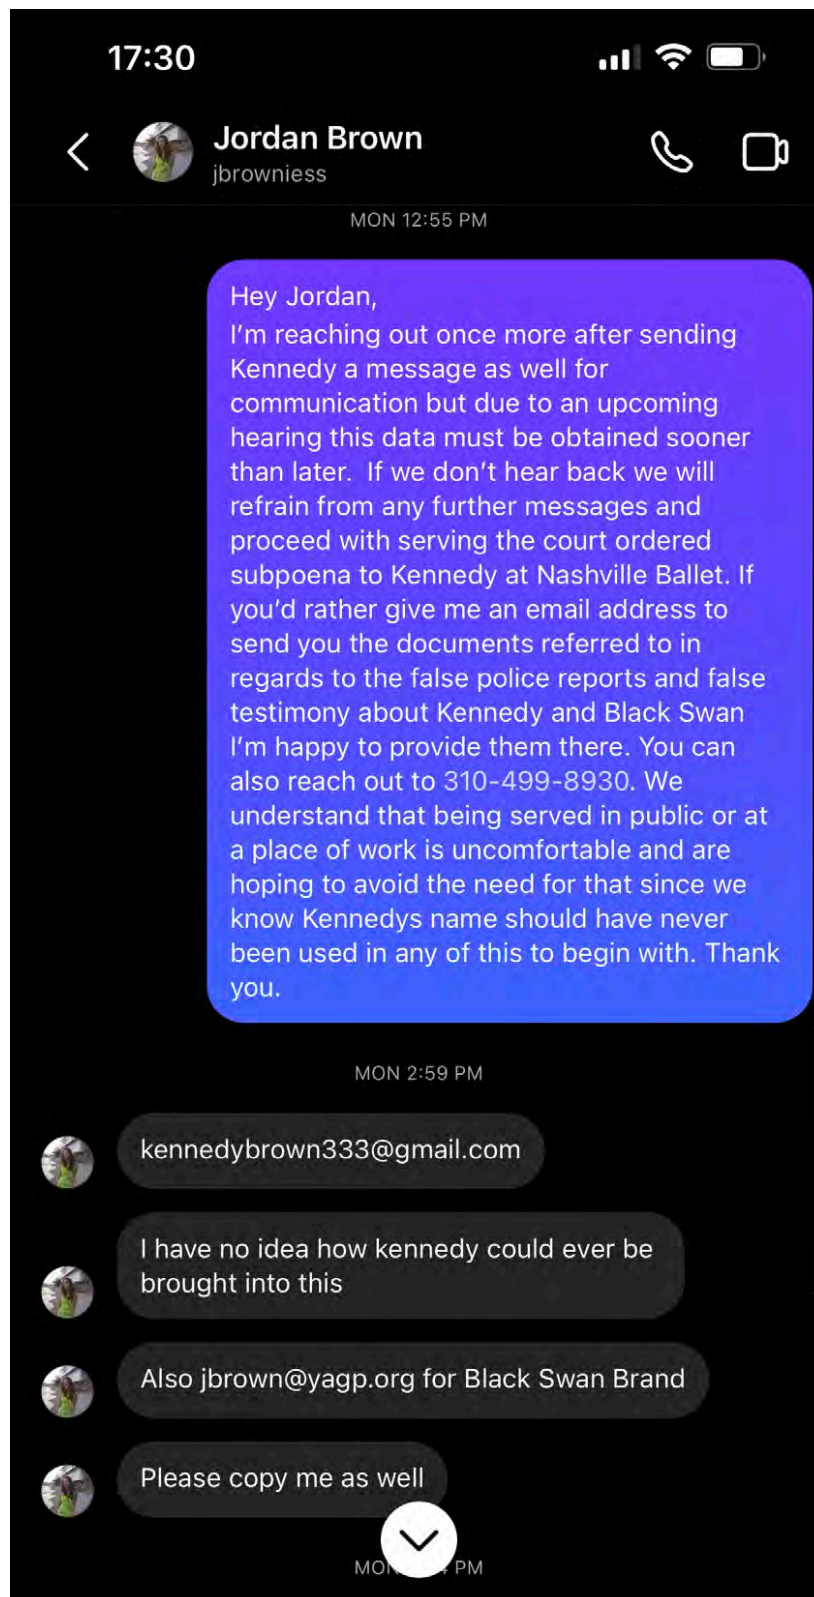 17:30
Jordan Brown
jbrowniess
MON 12:55 PM
Hey Jordan,
I'm reaching out once more after sending
Kennedy a message as well for
communication but due to an upcoming
hearing this data must be obtained sooner
than later.  If we don't hear back we will
refrain from any further messages and
proceed with serving the court ordered
subpoena to Kennedy at Nashville Ballet. If
you'd rather give me an email address to
send you the documents referred to in
regards to the false police reports and false
testimony about Kennedy and Black Swan
I'm happy to provide them there. You can
also reach out to 310-499-8930. We
understand that being served in public or at
a place of work is uncomfortable and are
hoping to avoid the need for that since we
know Kennedys name should have never
been used in any of this to begin with. Thank
you.
MON 2:59 PM
kennedybrown333@gmail.com
I have no idea how kennedy could ever be
brought into this
Also jbrown@yagp.org for Black Swan Brand
Please copy me as well
PM